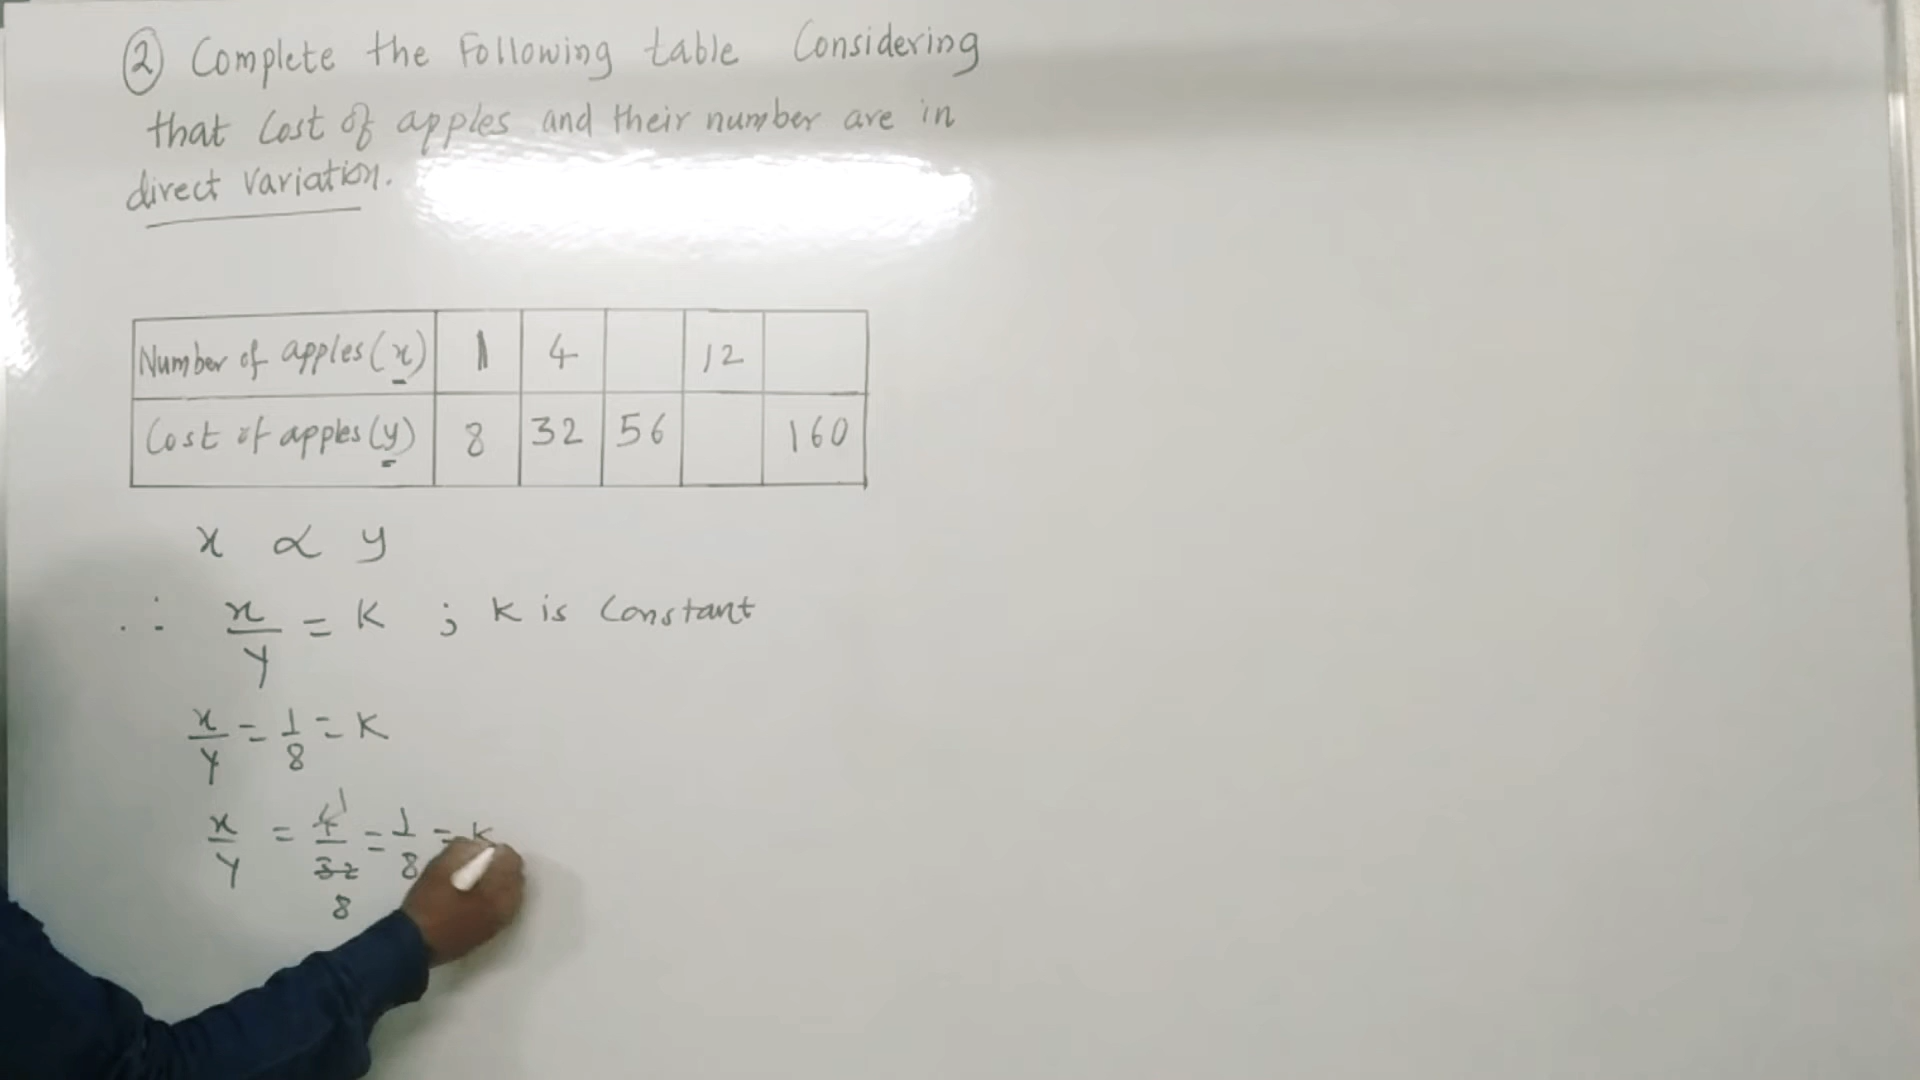 ② Complete the Following table Considering
that Cost of apples and their number are in
direct variation.
Number of apples (x) 1 4 12
Cost of apples (y) 8 32 56 160
x ∝ y
∴ x/y = K ; K is Constant
x/y = 1/8 = K
x/y = 4/32 = 1/8 = K
1
8